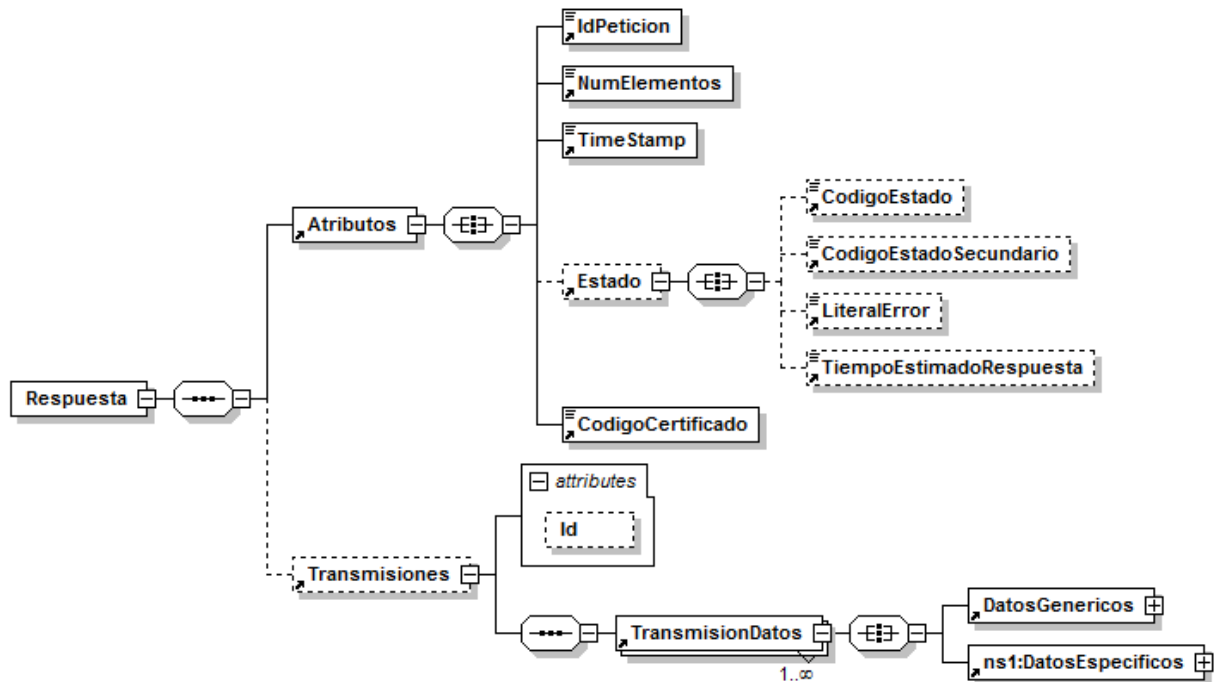 IdPeticion
NumElementos
TimeStamp
CodigoEstado
Atributos
CodigoEstadoSecundario
Estado
LiteralError
TiempoEstimadoRespuesta
Respuesta
CodigoCertificado
attributes
Id
Transmisiones
DatosGenericos
TransmisionDatos
ns1:DatosEspecificos
1..∞